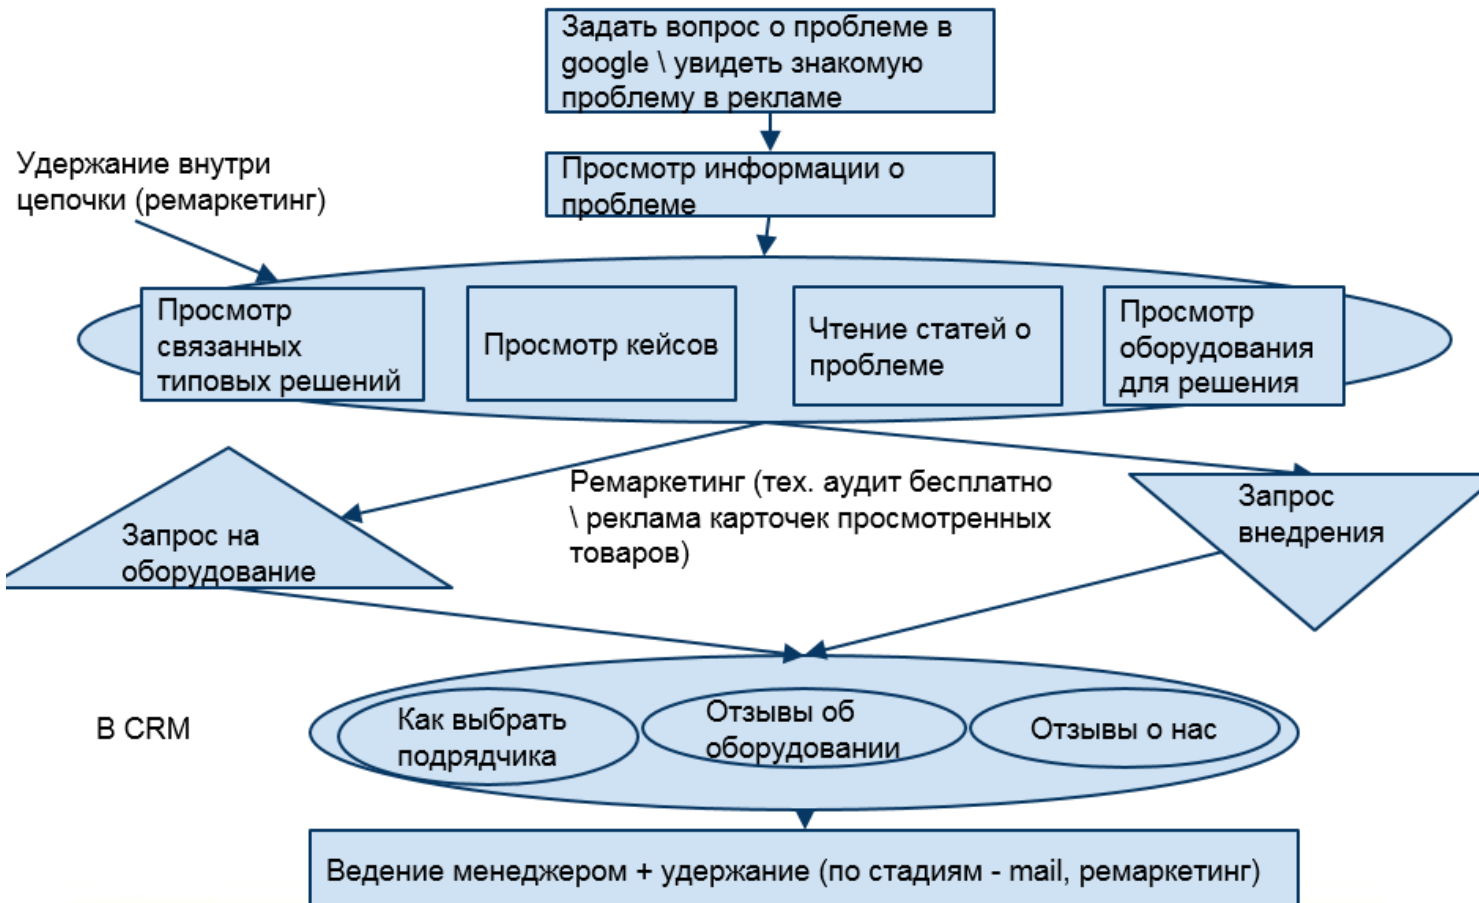 Задать вопрос о проблеме в
google \ увидеть знакомую
проблему в рекламе
Просмотр информации о
проблеме
Удержание внутри
цепочки (ремаркетинг)
Просмотр
связанных
типовых решений
Просмотр кейсов
Чтение статей о
проблеме
Просмотр
оборудования
для решения
Ремаркетинг (тех. аудит бесплатно
\ реклама карточек просмотренных
товаров)
Запрос на
оборудование
Запрос
внедрения
В CRM
Как выбрать
подрядчика
Отзывы об
оборудовании
Отзывы о нас
Ведение менеджером + удержание (по стадиям - mail, ремаркетинг)